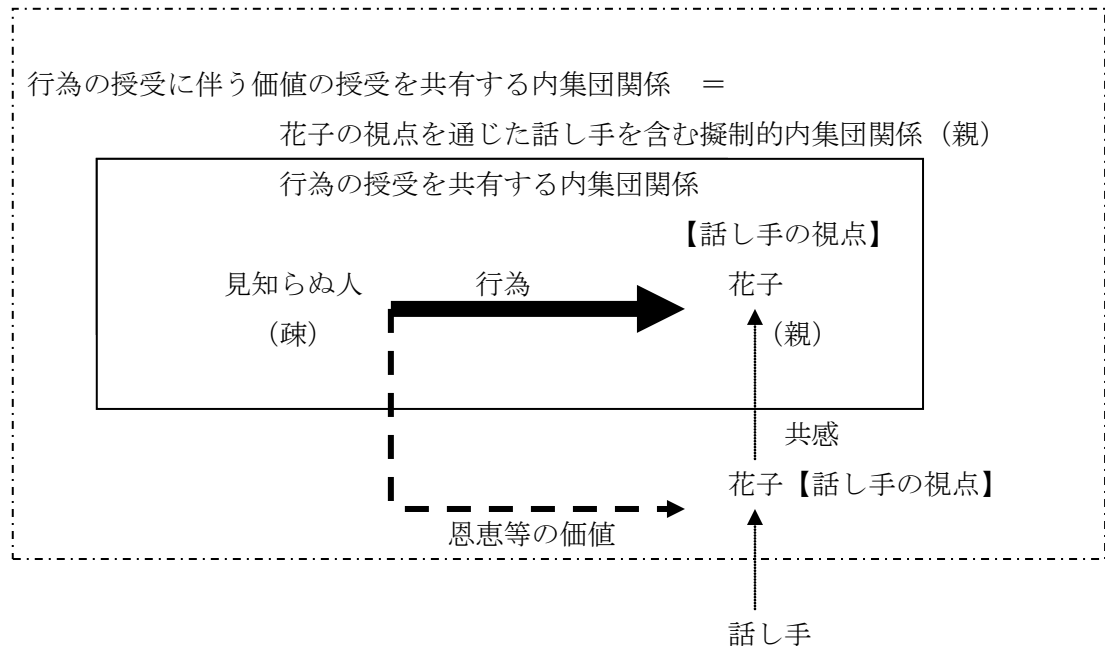 行為の授受に伴う価値の授受を共有する内集団関係 =
花子の視点を通じた話し手を含む擬制的内集団関係（親）
行為の授受を共有する内集団関係
【話し手の視点】
見知らぬ人 行為 花子
（疎） （親）
共感
花子【話し手の視点】
恩恵等の価値
話し手